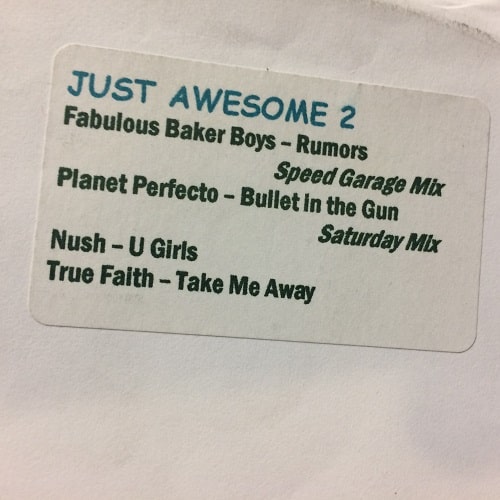 JUST AWESOME 2
Fabulous Baker Boys – Rumors
Speed Garage Mix
Planet Perfecto – Bullet in the Gun
Saturday Mix
Nush – U Girls
True Faith – Take Me Away